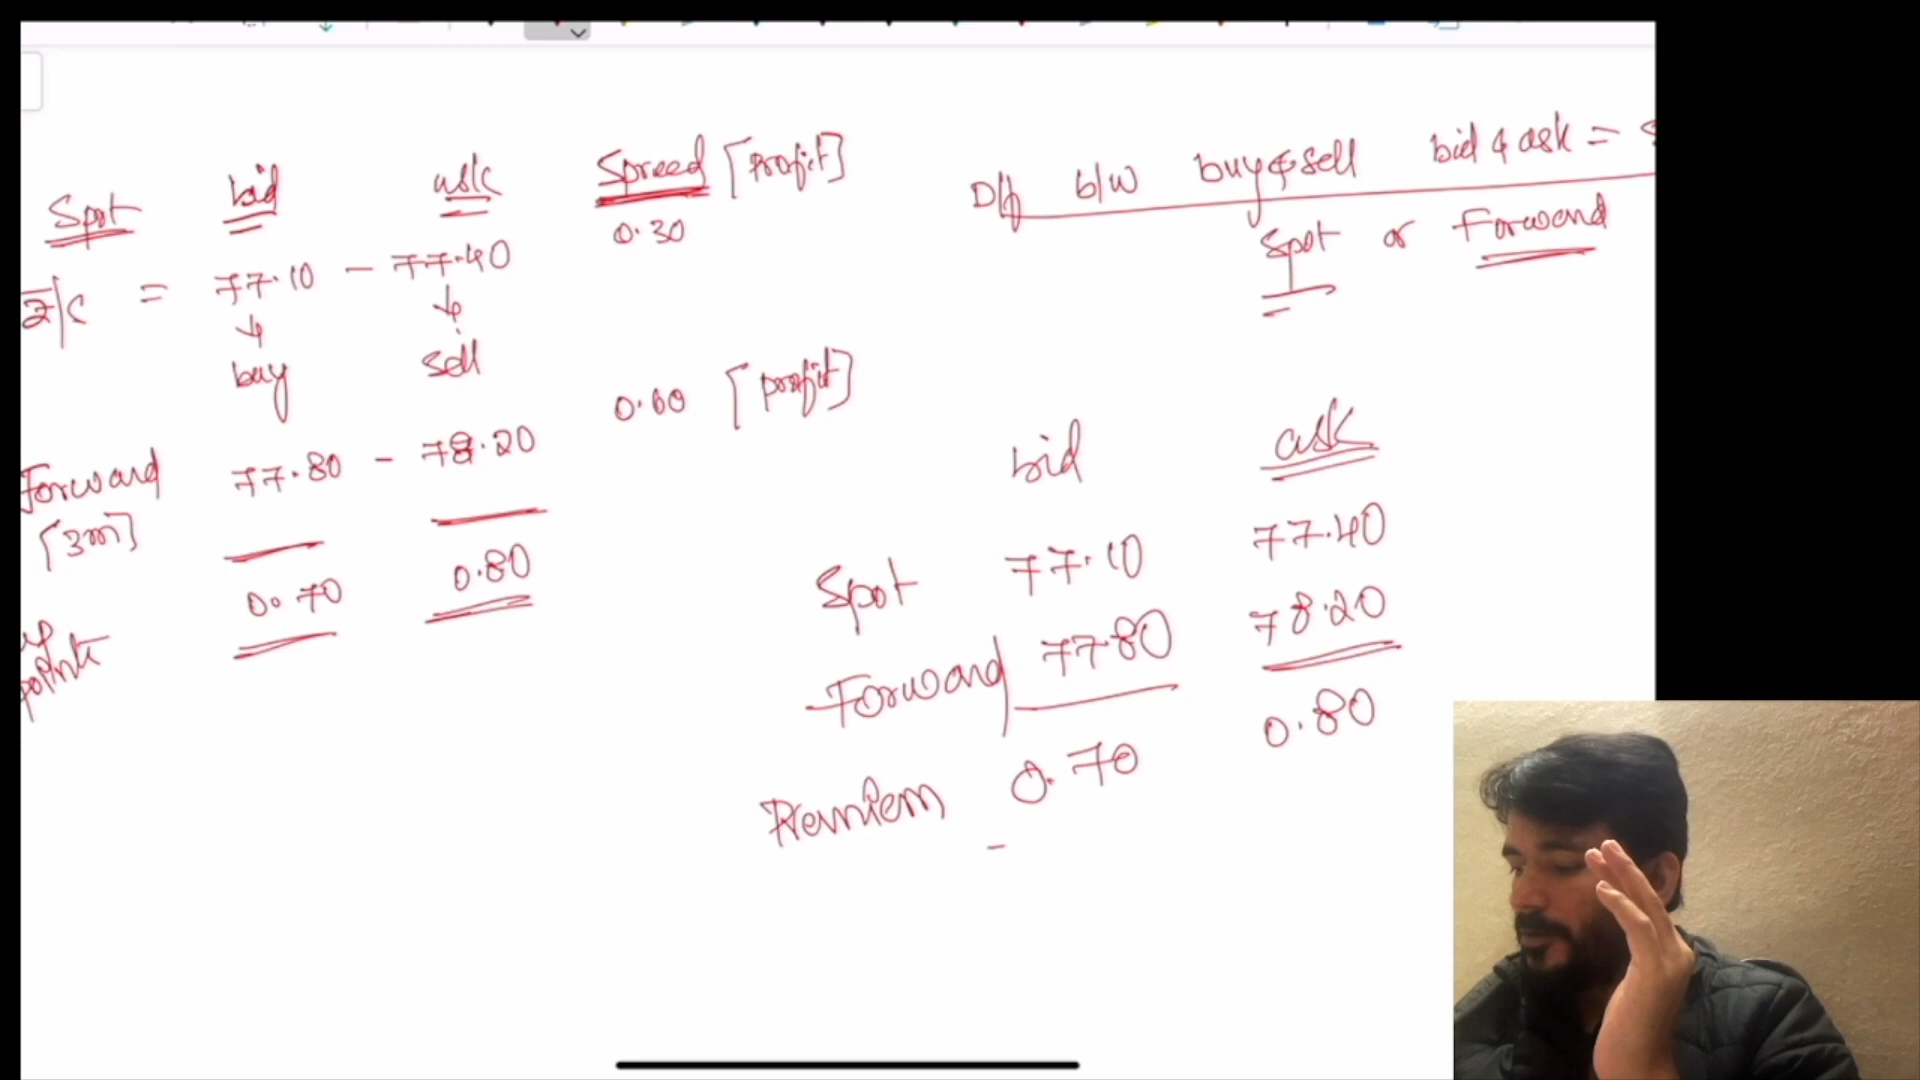 Spot bid ask Spreed [Profit]
= 77.10 - 77.40 0.30
buy sell
Forward 77.80 - 78.20 0.60 [profit]
[3m]
0.70 0.80
points
Diff b/w buy & sell bid & ask =
Spot or Forward
bid ask
Spot 77.10 77.40
Forward 77.80 78.20
Premiem 0.70 0.80